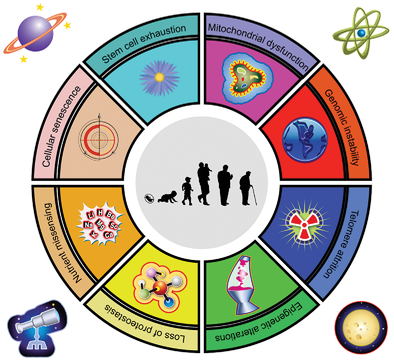 Stem cell exhaustion
Mitochondrial dysfunction
Genomic instability
Telomere attrition
Epigenetic alterations
Loss of proteostasis
Nutrient missensing
Cellular senescence